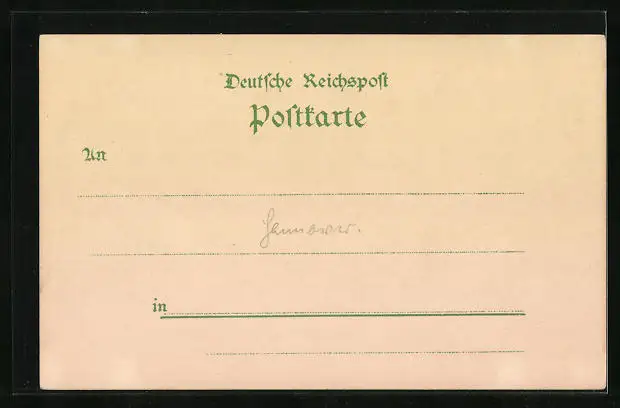 Deutsche Reichspost
Postkarte
An
Hannover.
in